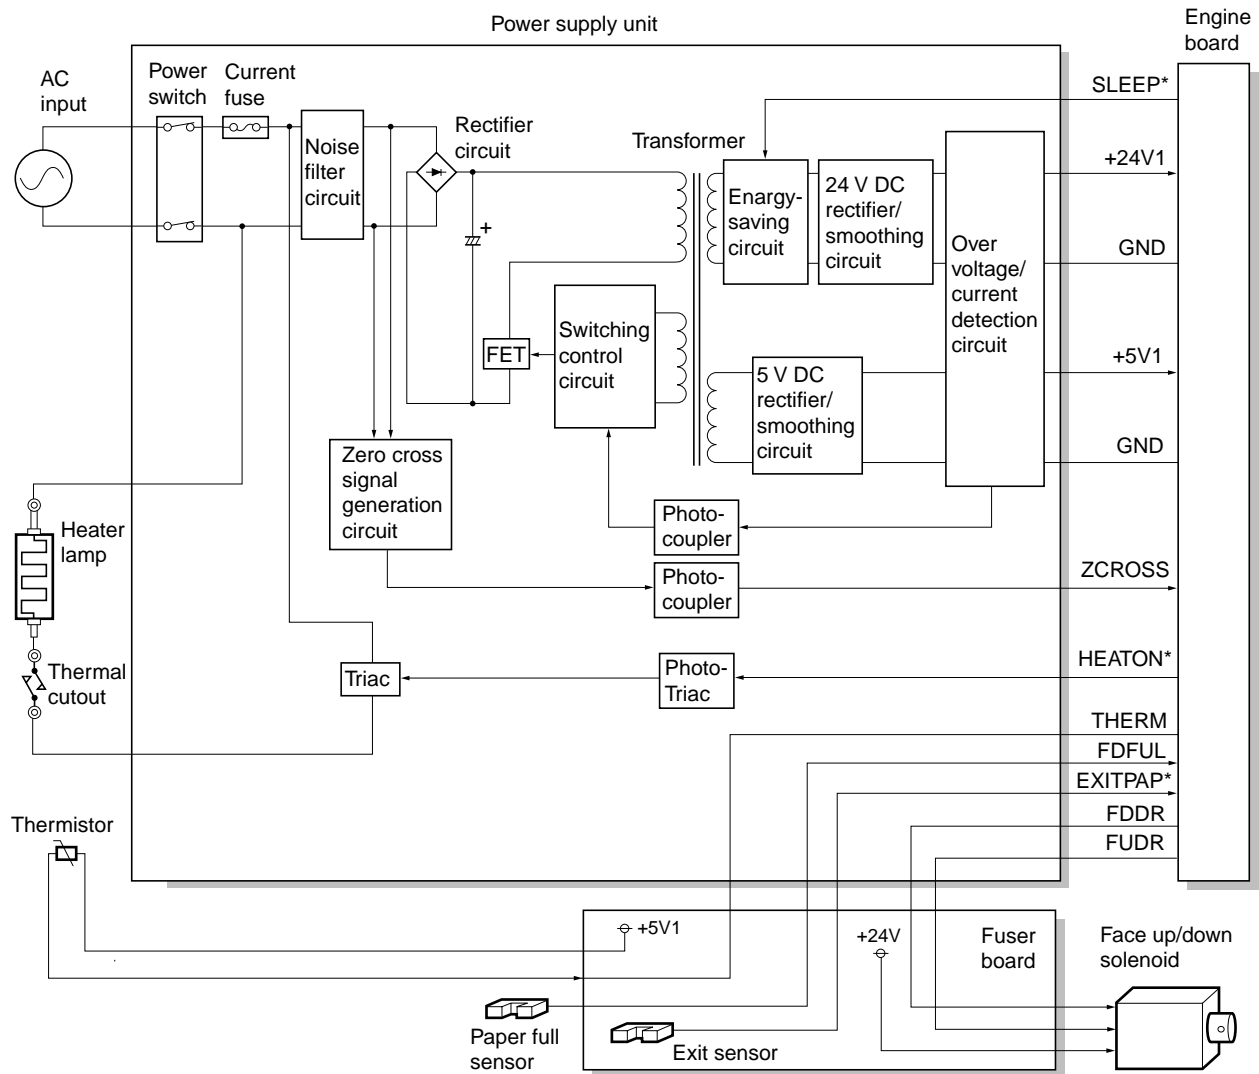 Power supply unit
Engine
board
AC
input
Power
switch
Current
fuse
Noise
filter
circuit
Rectifier
circuit
+
Transformer
SLEEP*
Enargy-
saving
circuit
24 V DC
rectifier/
smoothing
circuit
Over
voltage/
current
detection
circuit
+24V1
GND
FET
Switching
control
circuit
5 V DC
rectifier/
smoothing
circuit
+5V1
GND
Zero cross
signal
generation
circuit
Photo-
coupler
Photo-
coupler
ZCROSS
Heater
lamp
Thermal
cutout
Triac
Photo-
Triac
HEATON*
THERM
FDFUL
EXITPAP*
FDDR
FUDR
Thermistor
+5V1
+24V
Fuser
board
Face up/down
solenoid
Paper full
sensor
Exit sensor